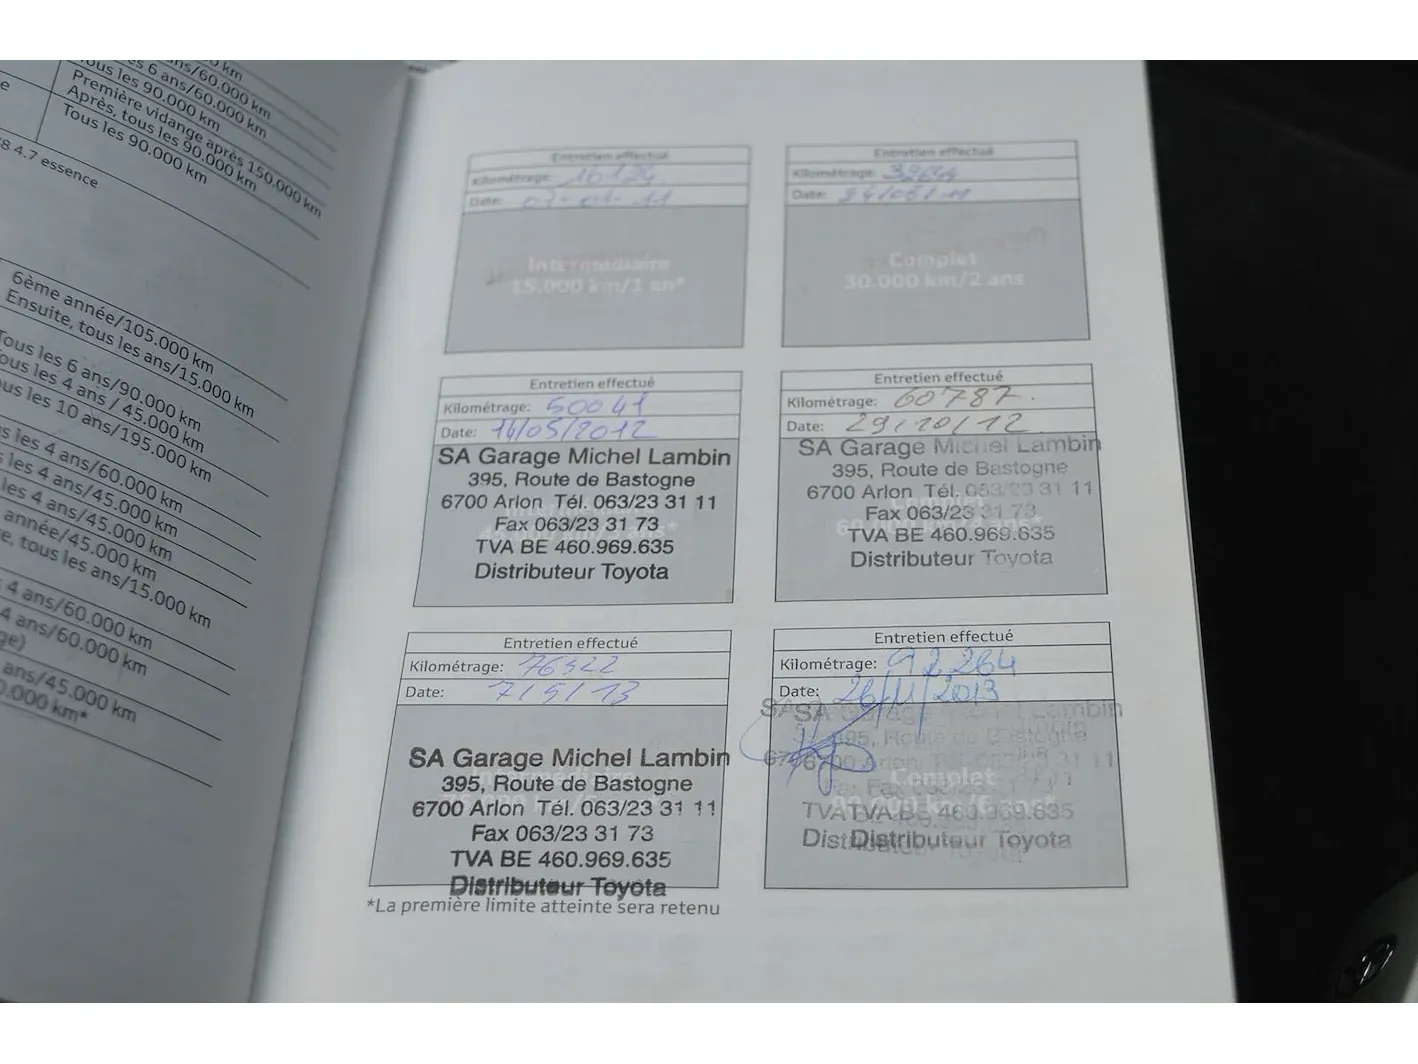 6 ans/60.000 km
Tous les 90.000 km
Première vidange après 150.000 km
Après, tous les 90.000 km
Tous les 90.000 km
4.7 essence
6ème année/105.000 km
Ensuite, tous les ans/15.000 km
Tous les 6 ans/90.000 km
4 ans / 45.000 km
les 10 ans/195.000 km
les 4 ans/60.000 km
les 4 ans/45.000 km
les 4 ans/45.000 km
année/45.000 km
tous les ans/15.000 km
4 ans/60.000 km
4 ans/60.000 km
ans/45.000 km
Entretien effectué
Kilométrage: 16124
Date: 07-01-11
Intermédiaire
15.000 km/1 an*
Entretien effectué
Kilométrage:
Date:
Complet
30.000 km/2 ans
Entretien effectué
Kilométrage: 50041
Date: 14/05/2012
SA Garage Michel Lambin
395, Route de Bastogne
6700 Arlon Tél. 063/23 31 11
Fax 063/23 31 73
TVA BE 460.969.635
Distributeur Toyota
Entretien effectué
Kilométrage: 60787
Date: 29/10/12
SA Garage Michel Lambin
395, Route de Bastogne
6700 Arlon Tél. 063/23 31 11
Fax 063/23 31 73
TVA BE 460.969.635
Distributeur Toyota
Entretien effectué
Kilométrage: 76322
Date: 7/5/13
SA Garage Michel Lambin
395, Route de Bastogne
6700 Arlon Tél. 063/23 31 11
Fax 063/23 31 73
TVA BE 460.969.635
Distributeur Toyota
*La première limite atteinte sera retenu
Entretien effectué
Kilométrage: 92264
Date: 26/11/2013
Complet
TVA BE 460.969.635
Distributeur Toyota